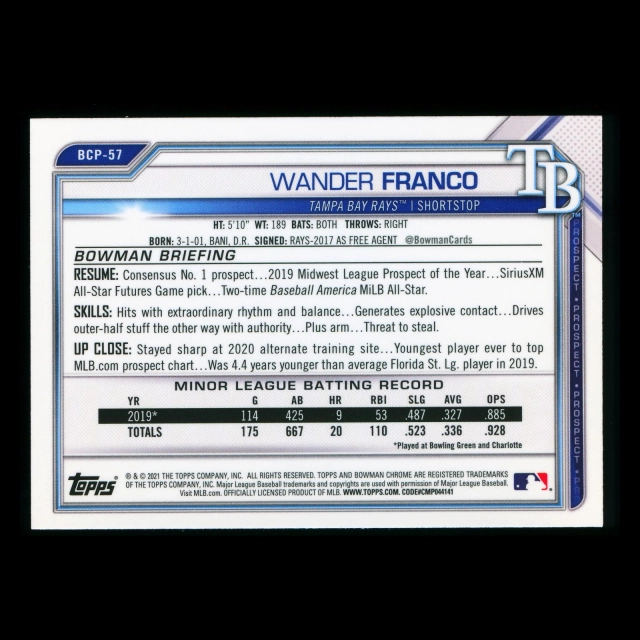 BCP-57
TB™
WANDER FRANCO
TAMPA BAY RAYS™ | SHORTSTOP
HT: 5'10" WT: 189 BATS: BOTH THROWS: RIGHT
BORN: 3-1-01, BANI, D.R. SIGNED: RAYS-2017 AS FREE AGENT @BowmanCards
BOWMAN BRIEFING
RESUME: Consensus No. 1 prospect...2019 Midwest League Prospect of the Year...SiriusXM
All-Star Futures Game pick...Two-time Baseball America MiLB All-Star.
SKILLS: Hits with extraordinary rhythm and balance...Generates explosive contact...Drives
outer-half stuff the other way with authority...Plus arm...Threat to steal.
UP CLOSE: Stayed sharp at 2020 alternate training site...Youngest player ever to top
MLB.com prospect chart...Was 4.4 years younger than average Florida St. Lg. player in 2019.
MINOR LEAGUE BATTING RECORD
YR G AB HR RBI SLG AVG OPS
2019* 114 425 9 53 .487 .327 .885
TOTALS 175 667 20 110 .523 .336 .928
*Played at Bowling Green and Charlotte
PROSPECT • PROSPECT • PROSPECT • PROSPECT • PR
Topps
® & © 2021 THE TOPPS COMPANY, INC. ALL RIGHTS RESERVED. TOPPS AND BOWMAN CHROME ARE REGISTERED TRADEMARKS
OF THE TOPPS COMPANY, INC. Major League Baseball trademarks and copyrights are used with permission of Major League Baseball.
Visit MLB.com. OFFICIALLY LICENSED PRODUCT OF MLB. WWW.TOPPS.COM. CODE#CMP044141